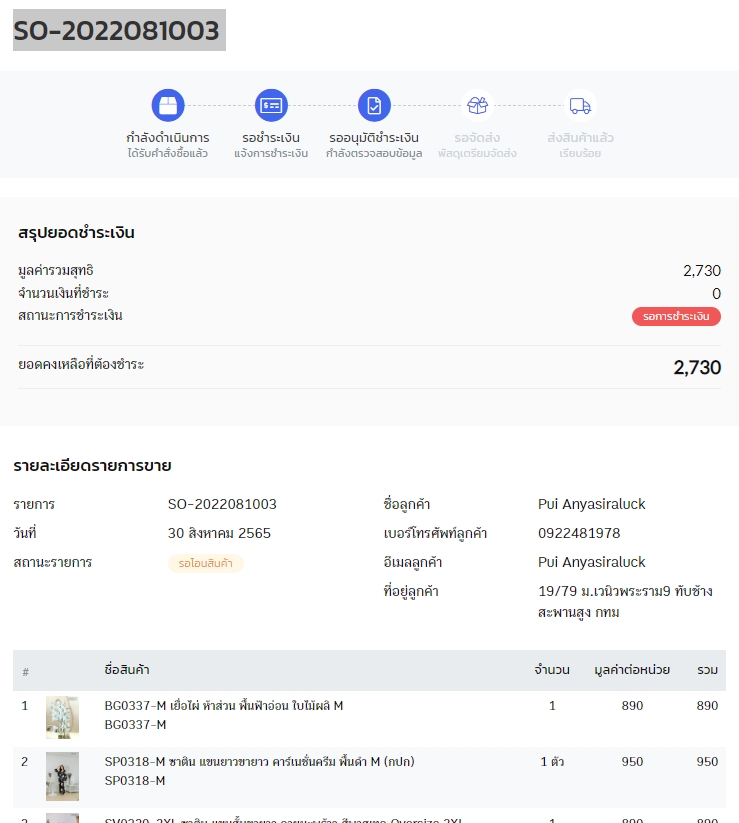 SO-2022081003
กำลังดำเนินการ รอชำระเงิน รออนุมัติชำระเงิน รอจัดส่ง ส่งสินค้าแล้ว
ได้รับคำสั่งซื้อแล้ว แจ้งการชำระเงิน กำลังตรวจสอบข้อมูล พัสดุเตรียมจัดส่ง เรียบร้อย
สรุปยอดชำระเงิน
มูลค่ารวมสุทธิ 2,730
จำนวนเงินที่ชำระ 0
สถานะการชำระเงิน รอการชำระเงิน
ยอดคงเหลือที่ต้องชำระ 2,730
รายละเอียดรายการขาย
รายการ SO-2022081003 ชื่อลูกค้า Pui Anyasiraluck
วันที่ 30 สิงหาคม 2565 เบอร์โทรศัพท์ลูกค้า 0922481978
สถานะรายการ รอโอนสินค้า อีเมลลูกค้า Pui Anyasiraluck
ที่อยู่ลูกค้า 19/79 ม.เวนิวพระราม9 ทับช้าง
สะพานสูง กทม
# ชื่อสินค้า จำนวน มูลค่าต่อหน่วย รวม
1 BG0337-M เยื่อไผ่ ห้าส่วน พื้นฟ้าอ่อน ใบไม้ผลิ M 1 890 890
BG0337-M
2 SP0318-M ซาติน แขนยาวขายาว คาร์เนชั่นครีม พื้นดำ M (กปก) 1 ตัว 950 950
SP0318-M